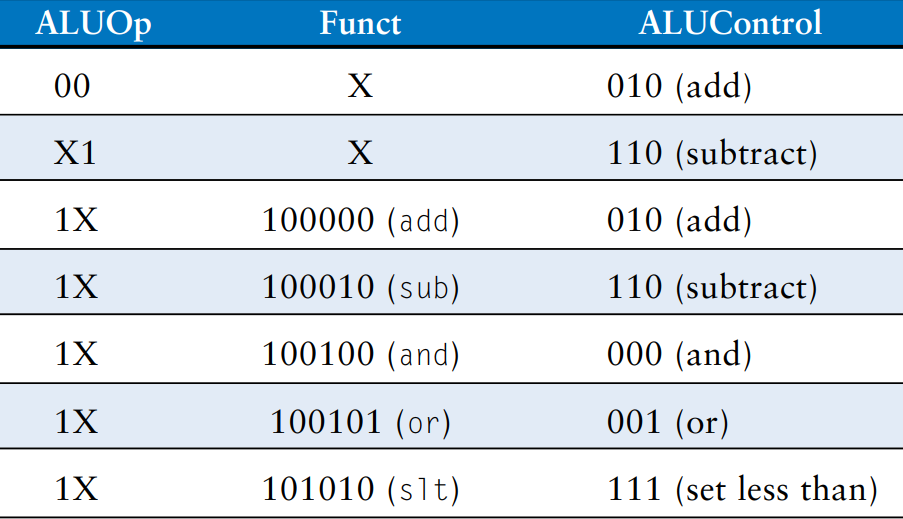 ALUOp Funct ALUControl
00 X 010 (add)
X1 X 110 (subtract)
1X 100000 (add) 010 (add)
1X 100010 (sub) 110 (subtract)
1X 100100 (and) 000 (and)
1X 100101 (or) 001 (or)
1X 101010 (slt) 111 (set less than)